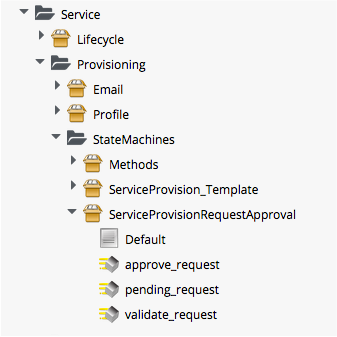 Service
Lifecycle
Provisioning
Email
Profile
StateMachines
Methods
ServiceProvision_Template
ServiceProvisionRequestApproval
Default
approve_request
pending_request
validate_request